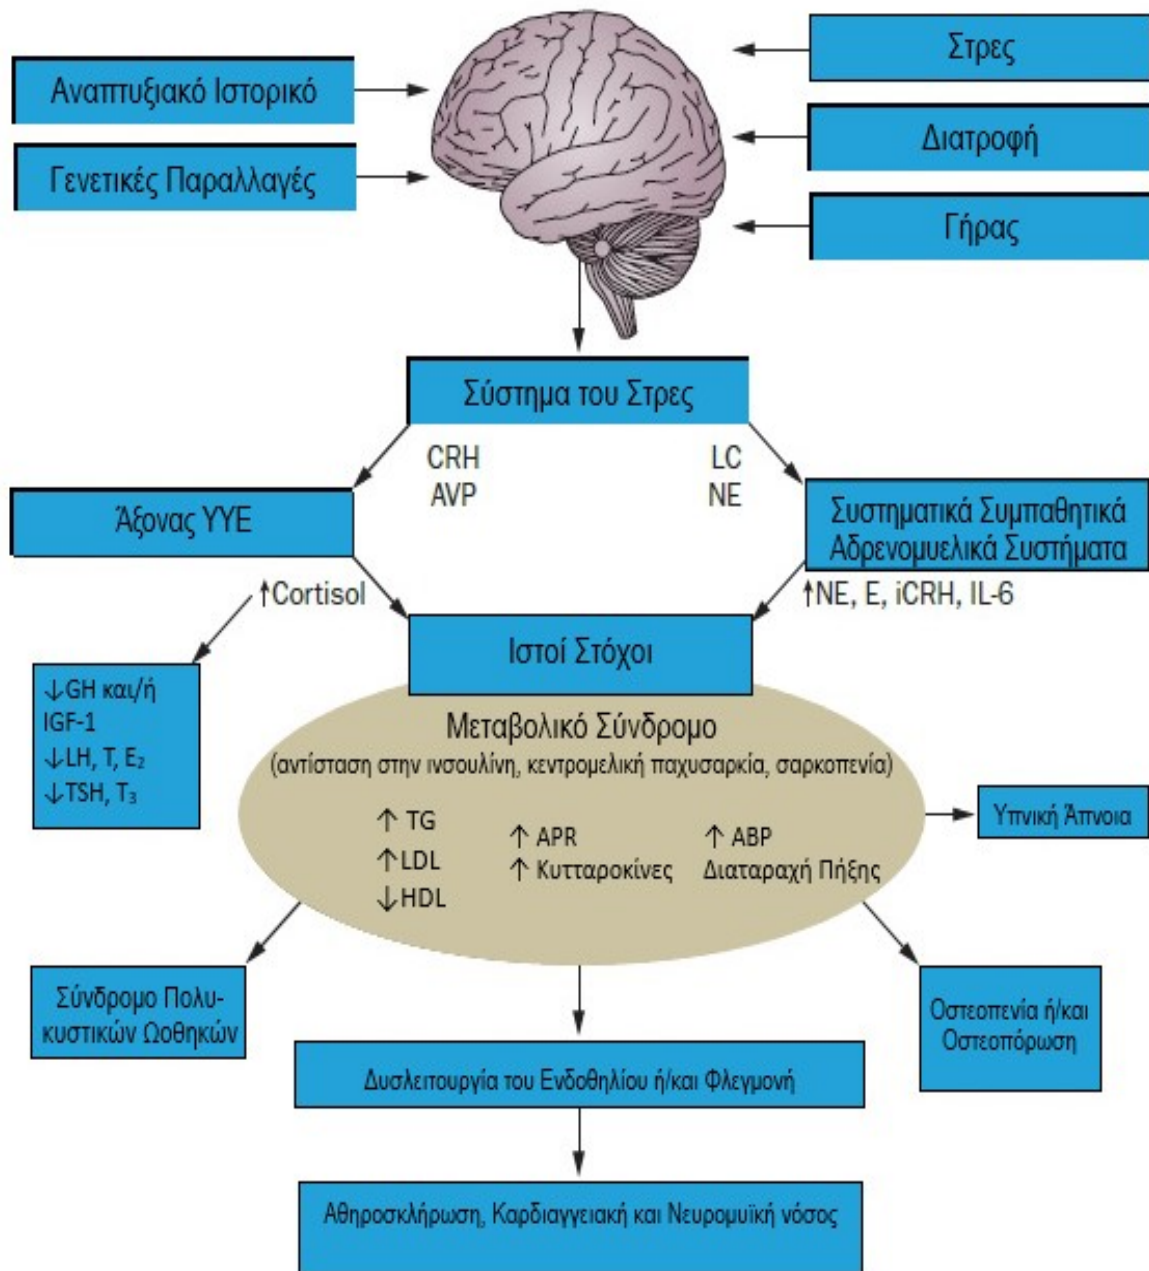 Αναπτυξιακό Ιστορικό
Γενετικές Παραλλαγές
Στρες
Διατροφή
Γήρας
Σύστημα του Στρες
CRH
AVP
LC
NE
Άξονας ΥΥΕ
Συστηματικά Συμπαθητικά
Αδρενομυελικά Συστήματα
↑Cortisol
↑NE, E, iCRH, IL-6
Ιστοί Στόχοι
↓GH και/ή
IGF-1
↓LH, T, E₂
↓TSH, T₃
Μεταβολικό Σύνδρομο
(αντίσταση στην ινσουλίνη, κεντρομελική παχυσαρκία, σαρκοπενία)
↑ TG
↑LDL
↓HDL
↑ APR
↑ Κυτταροκίνες
↑ ABP
Διαταραχή Πήξης
Υπνική Άπνοια
Σύνδρομο Πολυ-
κυστικών Ωοθηκών
Οστεοπενία ή/και
Οστεοπόρωση
Δυσλειτουργία του Ενδοθηλίου ή/και Φλεγμονή
Αθηροσκλήρωση, Καρδιαγγειακή και Νευρομυϊκή νόσος